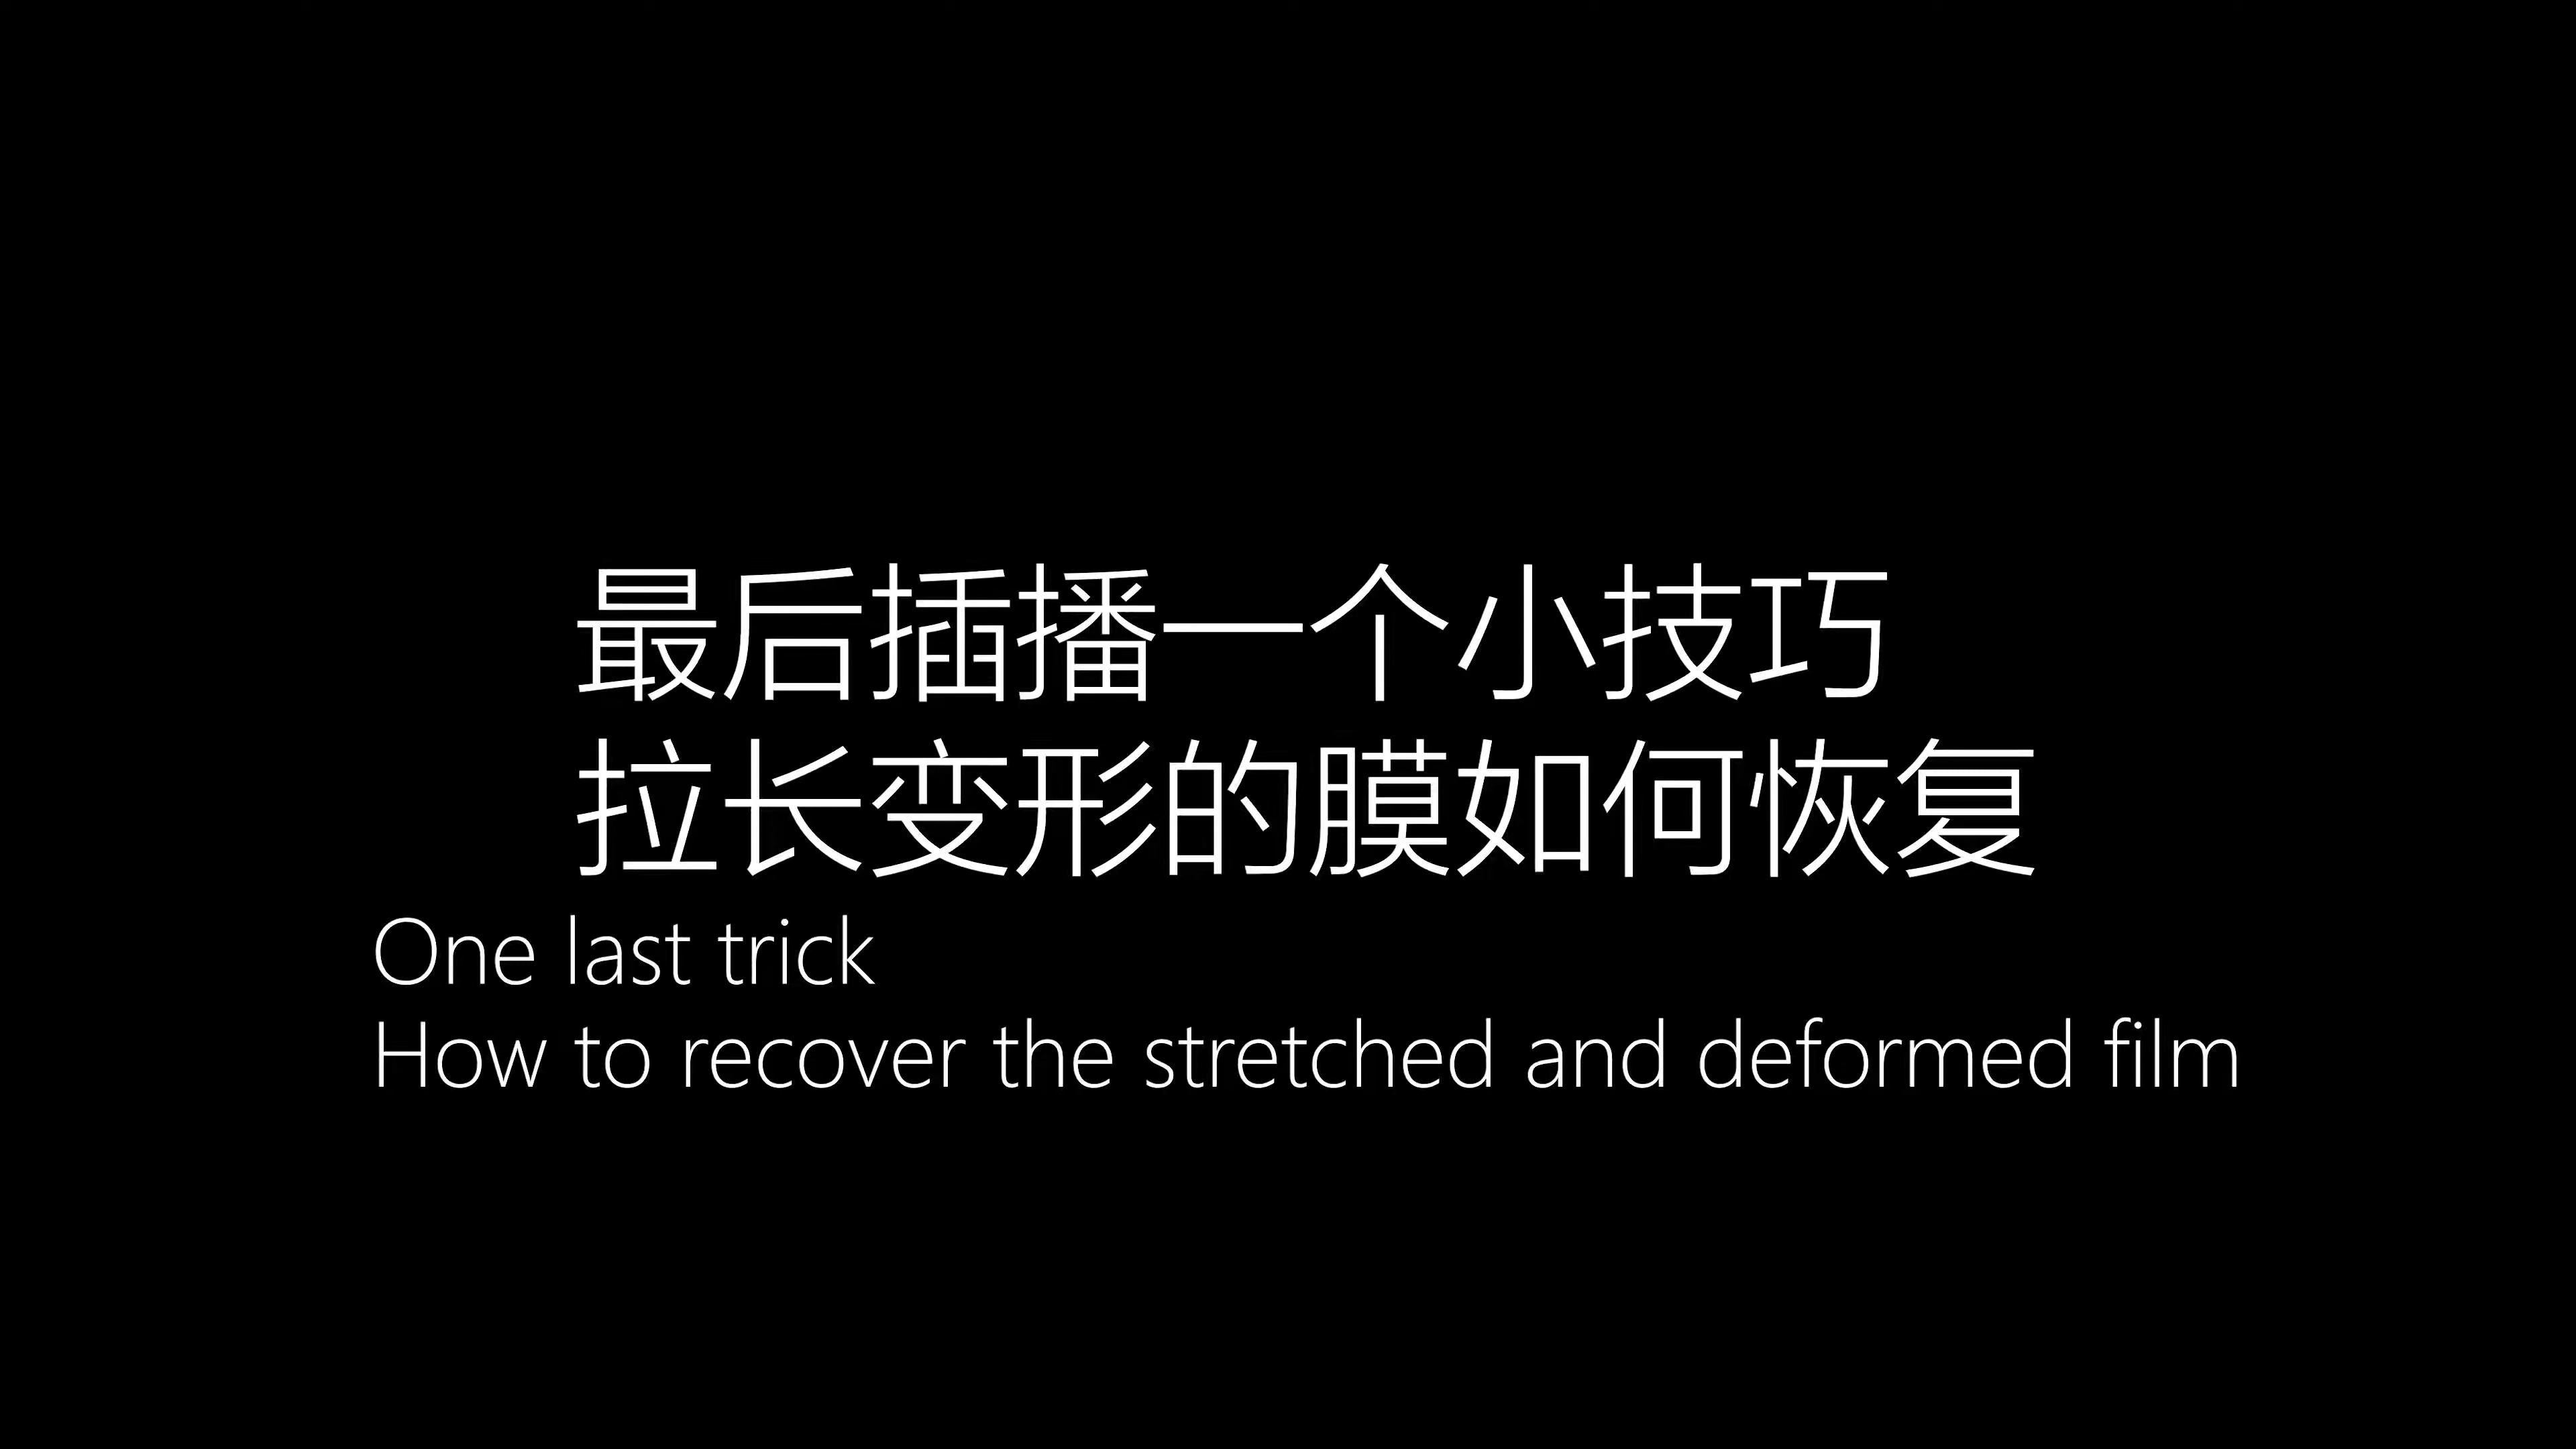 最后插播一个小技巧
拉长变形的膜如何恢复
One last trick
How to recover the stretched and deformed film